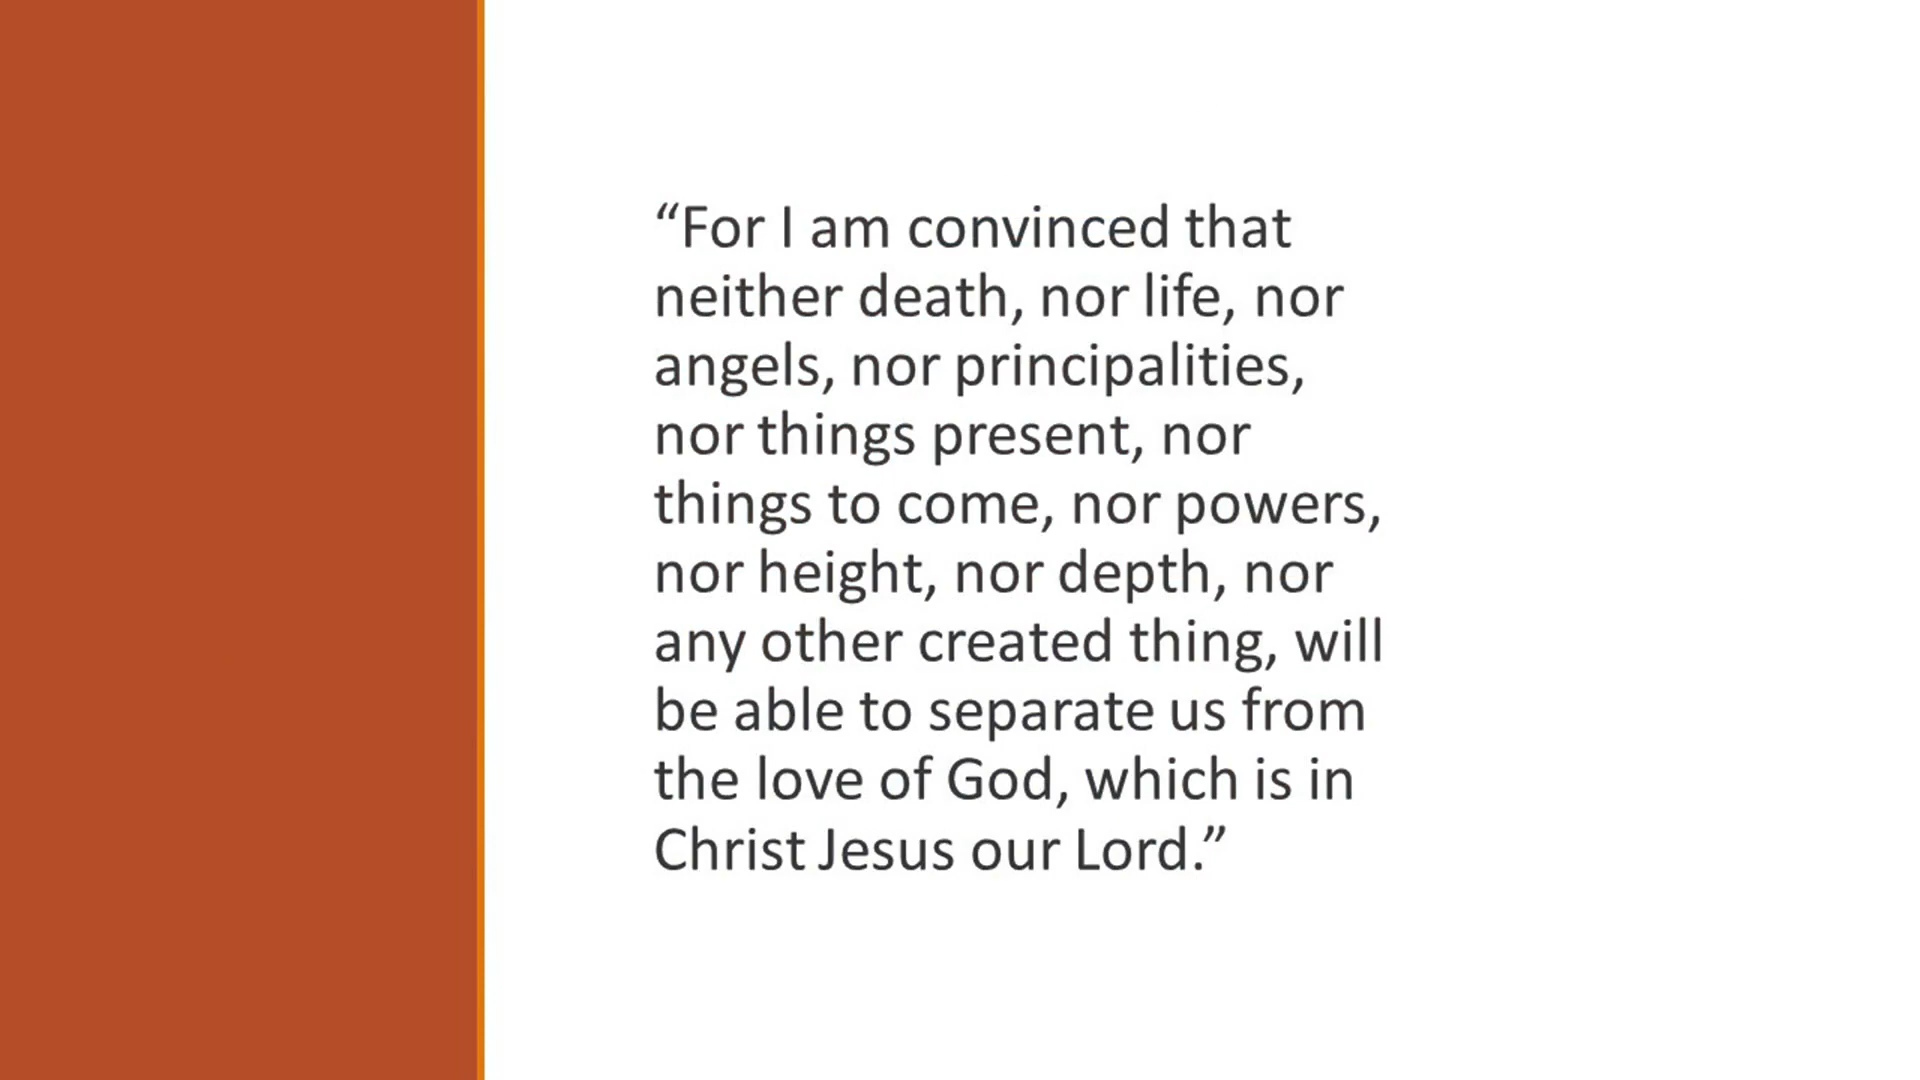 “For I am convinced that
neither death, nor life, nor
angels, nor principalities,
nor things present, nor
things to come, nor powers,
nor height, nor depth, nor
any other created thing, will
be able to separate us from
the love of God, which is in
Christ Jesus our Lord.”